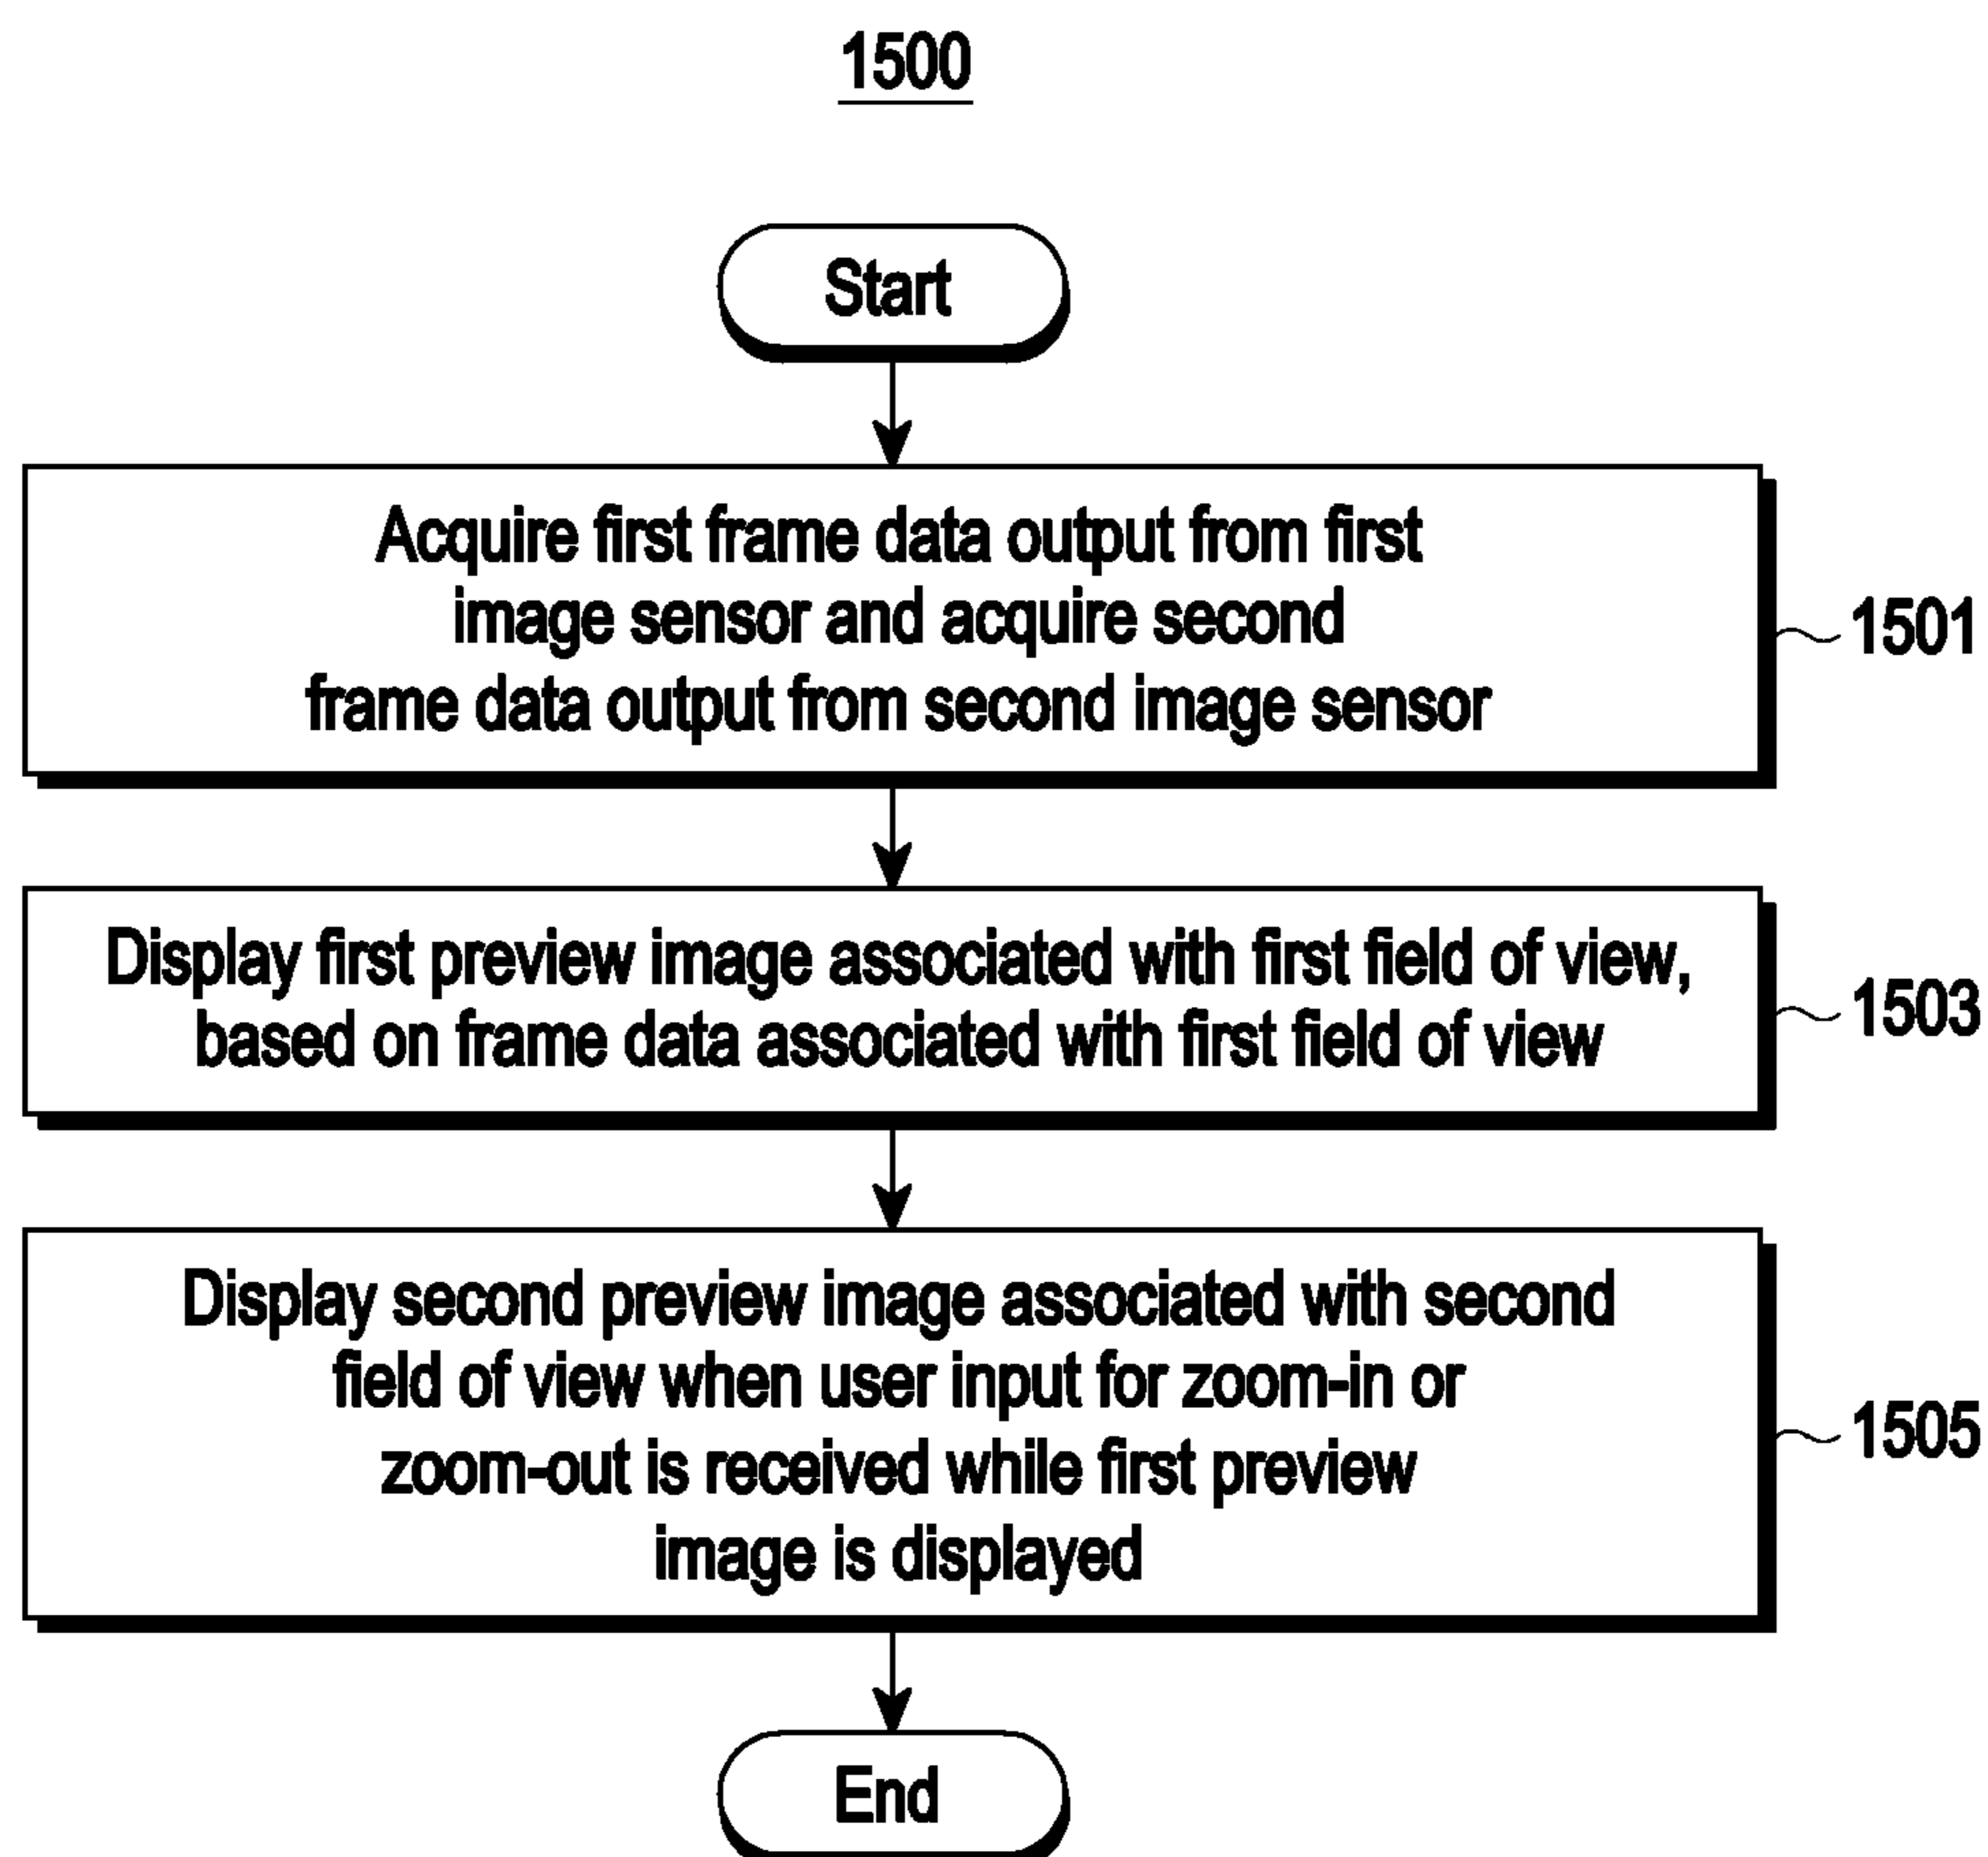 1500
Start
Acquire first frame data output from first
image sensor and acquire second
frame data output from second image sensor
1501
Display first preview image associated with first field of view,
based on frame data associated with first field of view
1503
Display second preview image associated with second
field of view when user input for zoom-in or
zoom-out is received while first preview
image is displayed
1505
End